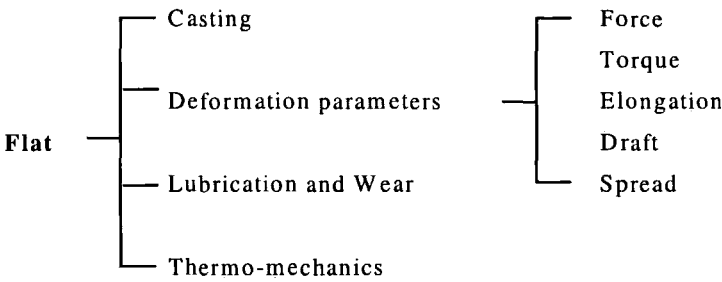 Flat
Casting
Deformation parameters
Lubrication and Wear
Thermo-mechanics
Force
Torque
Elongation
Draft
Spread